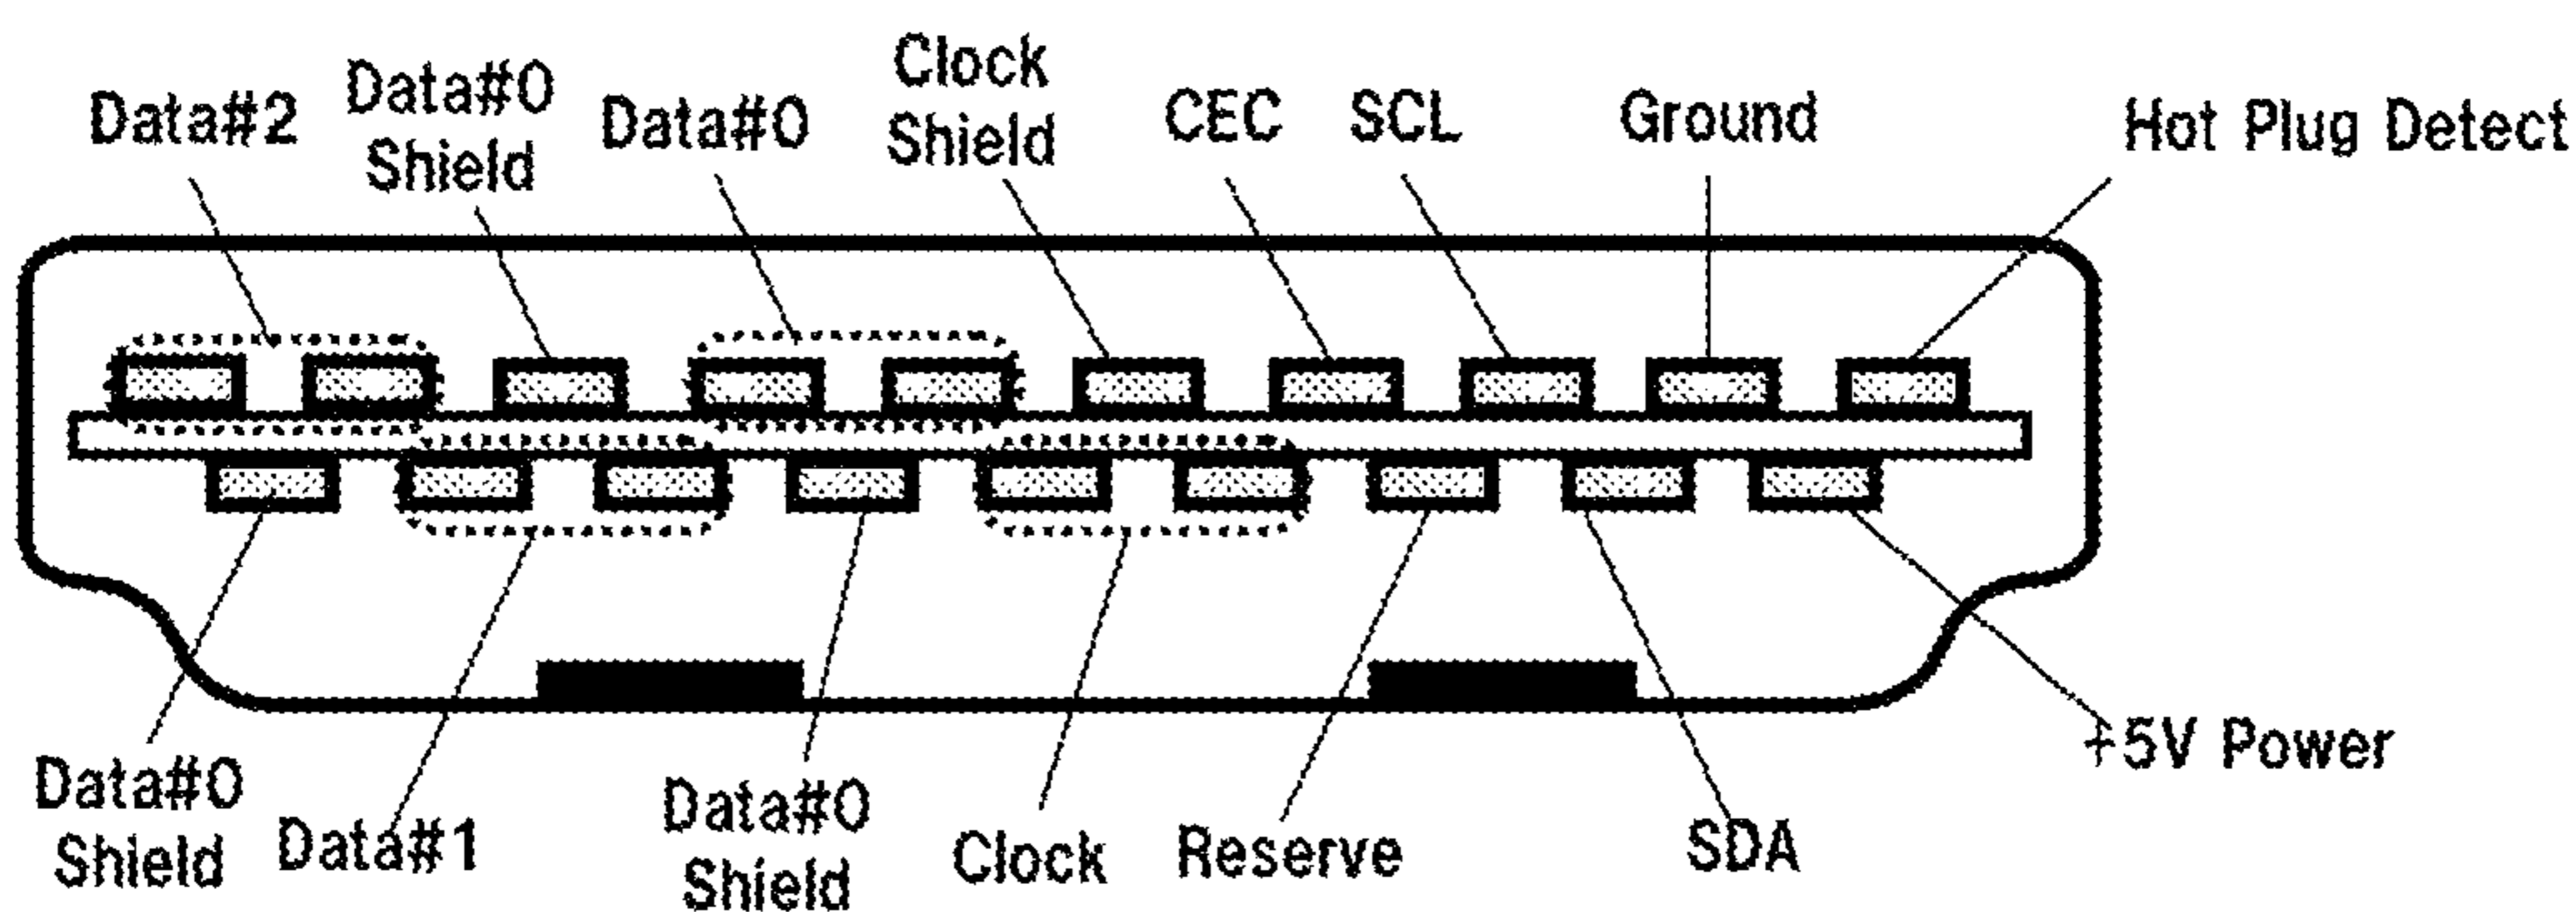 Data#2
Data#0
Shield
Data#0
Clock
Shield
CEC
SCL
Ground
Hot Plug Detect
Data#0
Shield
Data#1
Data#0
Shield
Clock
Reserve
SDA
+5V Power